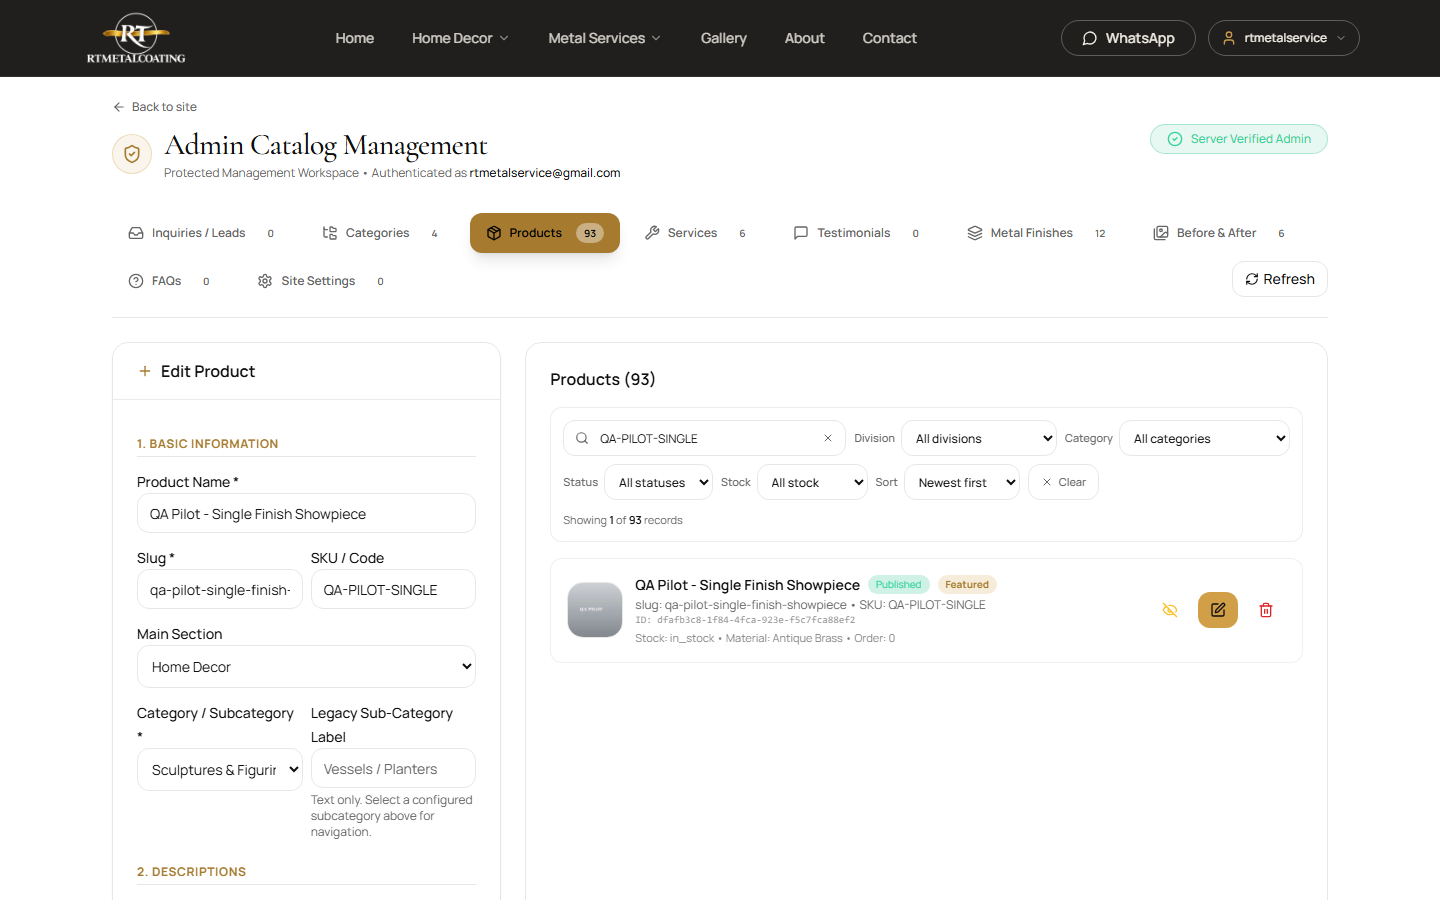 RT
RTMETALCOATING
Home
Home Decor
Metal Services
Gallery
About
Contact
WhatsApp
rtmetalservice
Back to site
Admin Catalog Management
Protected Management Workspace • Authenticated as rtmetalservice@gmail.com
Server Verified Admin
Inquiries / Leads 0
Categories 4
Products 93
Services 6
Testimonials 0
Metal Finishes 12
Before & After 6
FAQs 0
Site Settings 0
Refresh
Edit Product
1. BASIC INFORMATION
Product Name *
QA Pilot - Single Finish Showpiece
Slug * SKU / Code
qa-pilot-single-finish- QA-PILOT-SINGLE
Main Section
Home Decor
Category / Subcategory *
Sculptures & Figurir
Legacy Sub-Category Label
Vessels / Planters
Text only. Select a configured
subcategory above for
navigation.
2. DESCRIPTIONS
Products (93)
QA-PILOT-SINGLE
Division All divisions
Category All categories
Status All statuses
Stock All stock
Sort Newest first
Clear
Showing 1 of 93 records
QA PILOT
QA Pilot - Single Finish Showpiece Published Featured
slug: qa-pilot-single-finish-showpiece • SKU: QA-PILOT-SINGLE
ID: dfafb3c8-1f84-4fca-923e-f5c7fca88ef2
Stock: in_stock • Material: Antique Brass • Order: 0